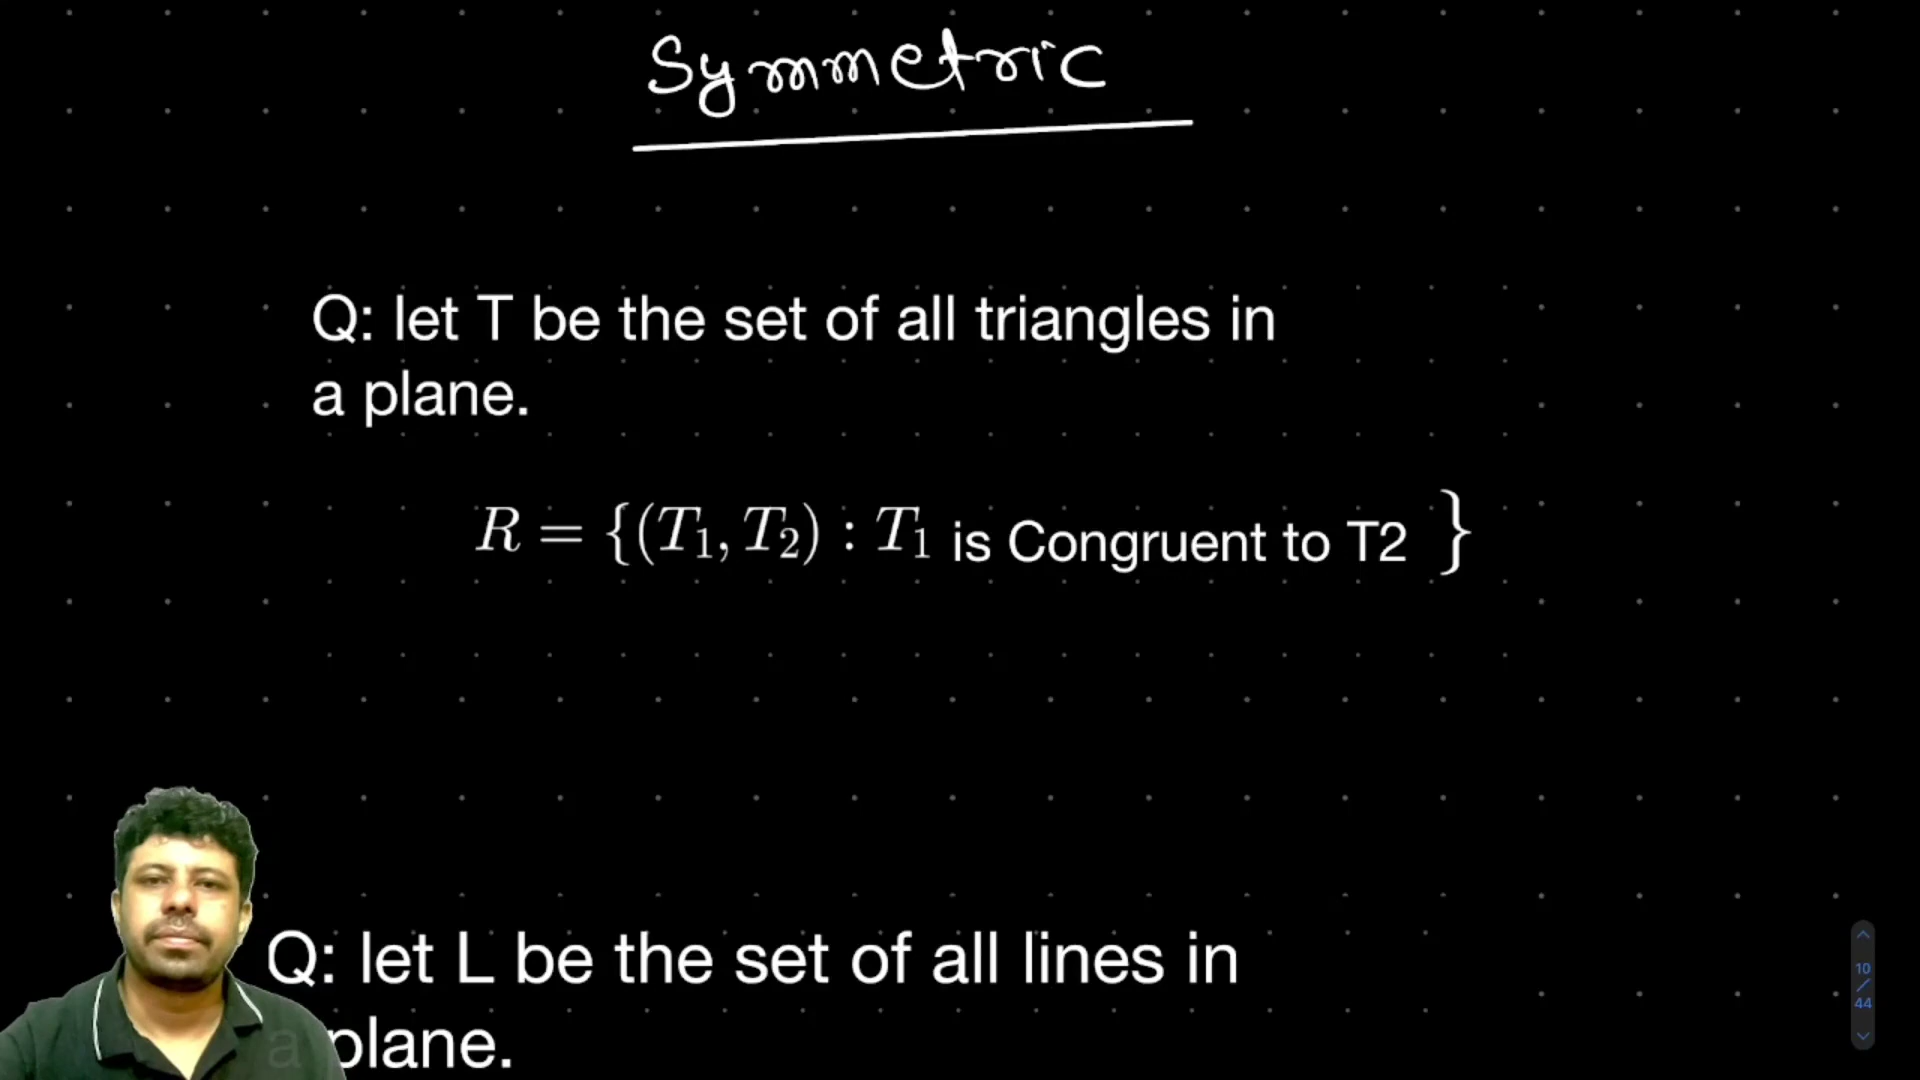 Symmetric
Q: let T be the set of all triangles in
a plane.
R = {(T₁, T₂) : T₁ is Congruent to T2 }
Q: let L be the set of all lines in
a plane.
10
/
44